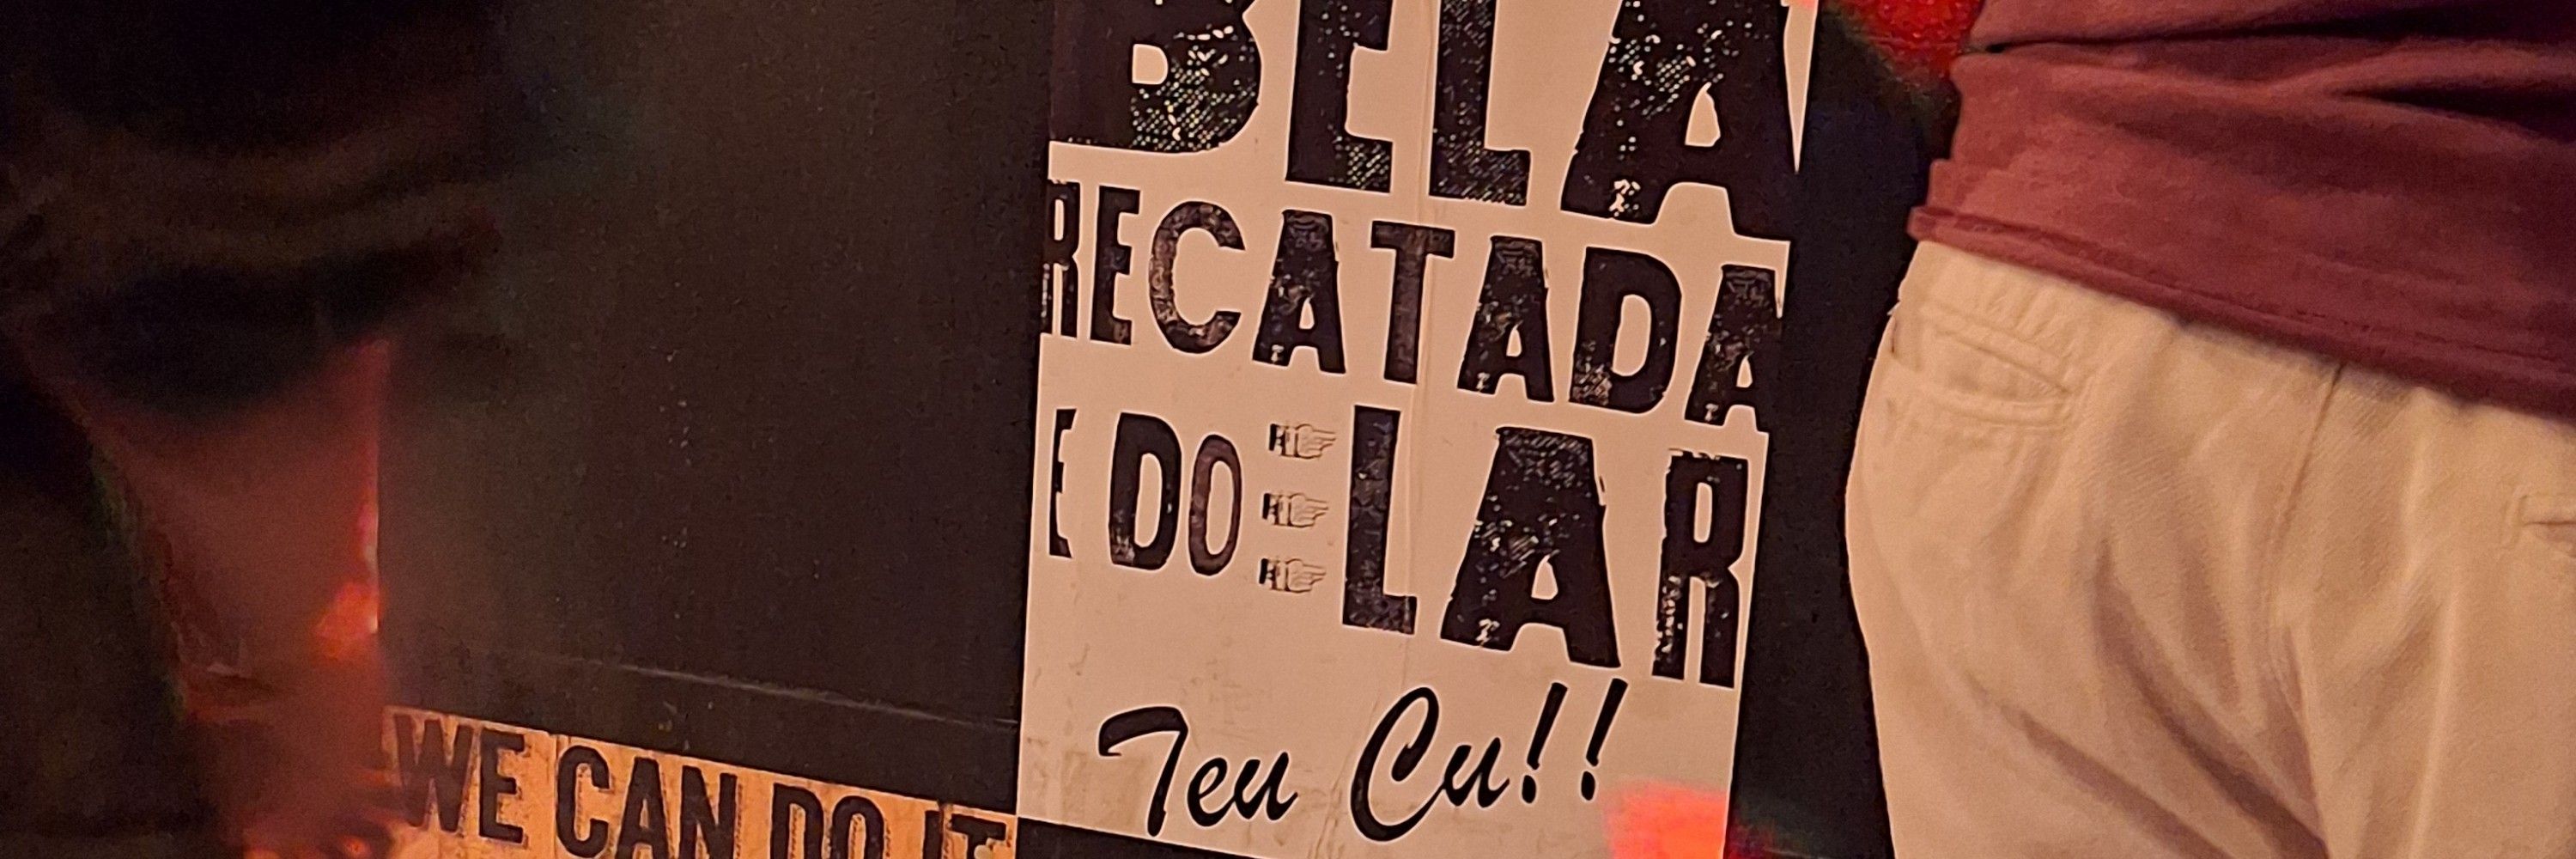 BELA
RECATADA
E DO ☞ LAR
☞
☞
Teu Cu!!
WE CAN DO IT